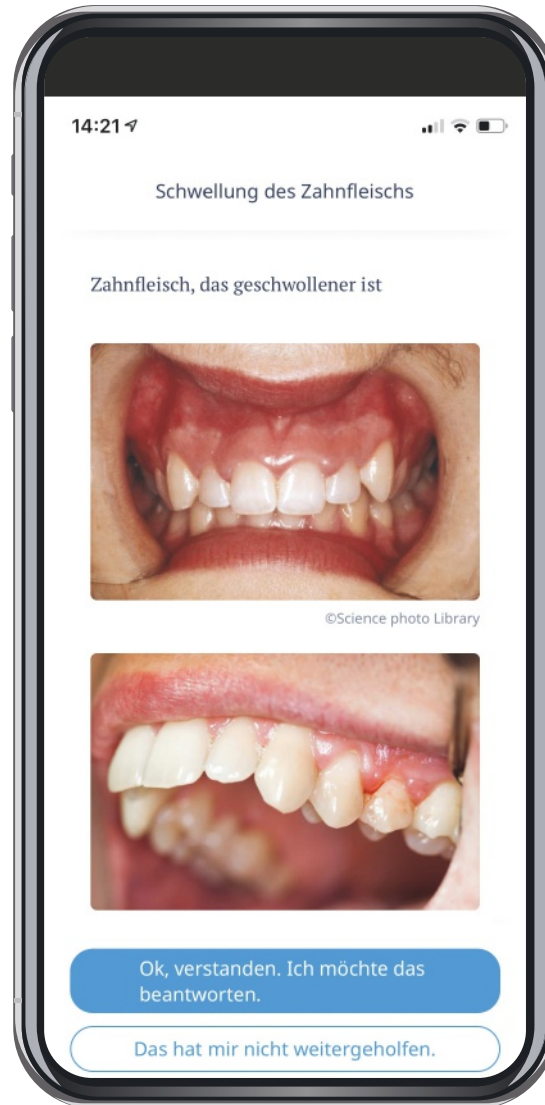 14:21
Schwellung des Zahnfleischs
Zahnfleisch, das geschwollener ist
©Science photo Library
Ok, verstanden. Ich möchte das
beantworten.
Das hat mir nicht weitergeholfen.